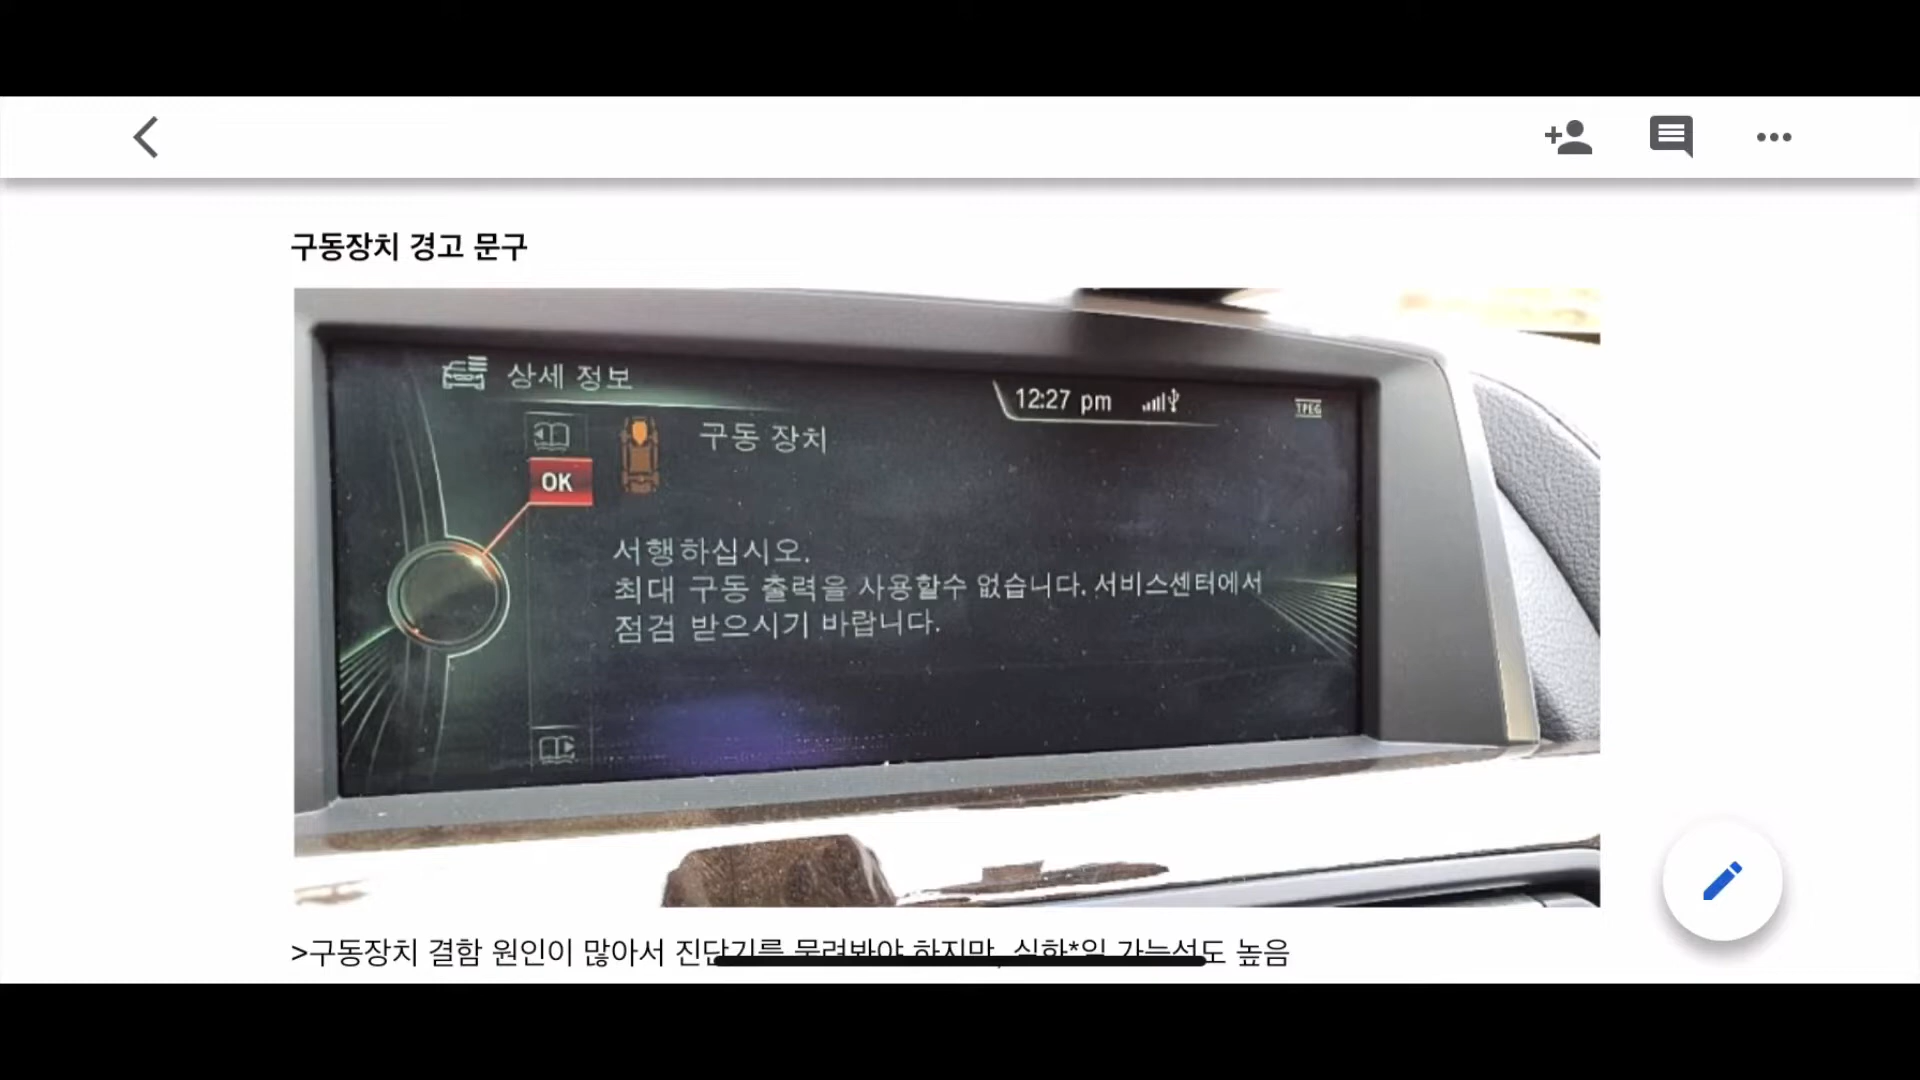 구동장치 경고 문구
상세 정보
12:27 pm
TPEG
구동 장치
OK
서행하십시오.
최대 구동 출력을 사용할수 없습니다. 서비스센터에서
점검 받으시기 바랍니다.
>구동장치 결함 원인이 많아서 진단기를 물려봐야 하지만, 실화*일 가능성도 높음